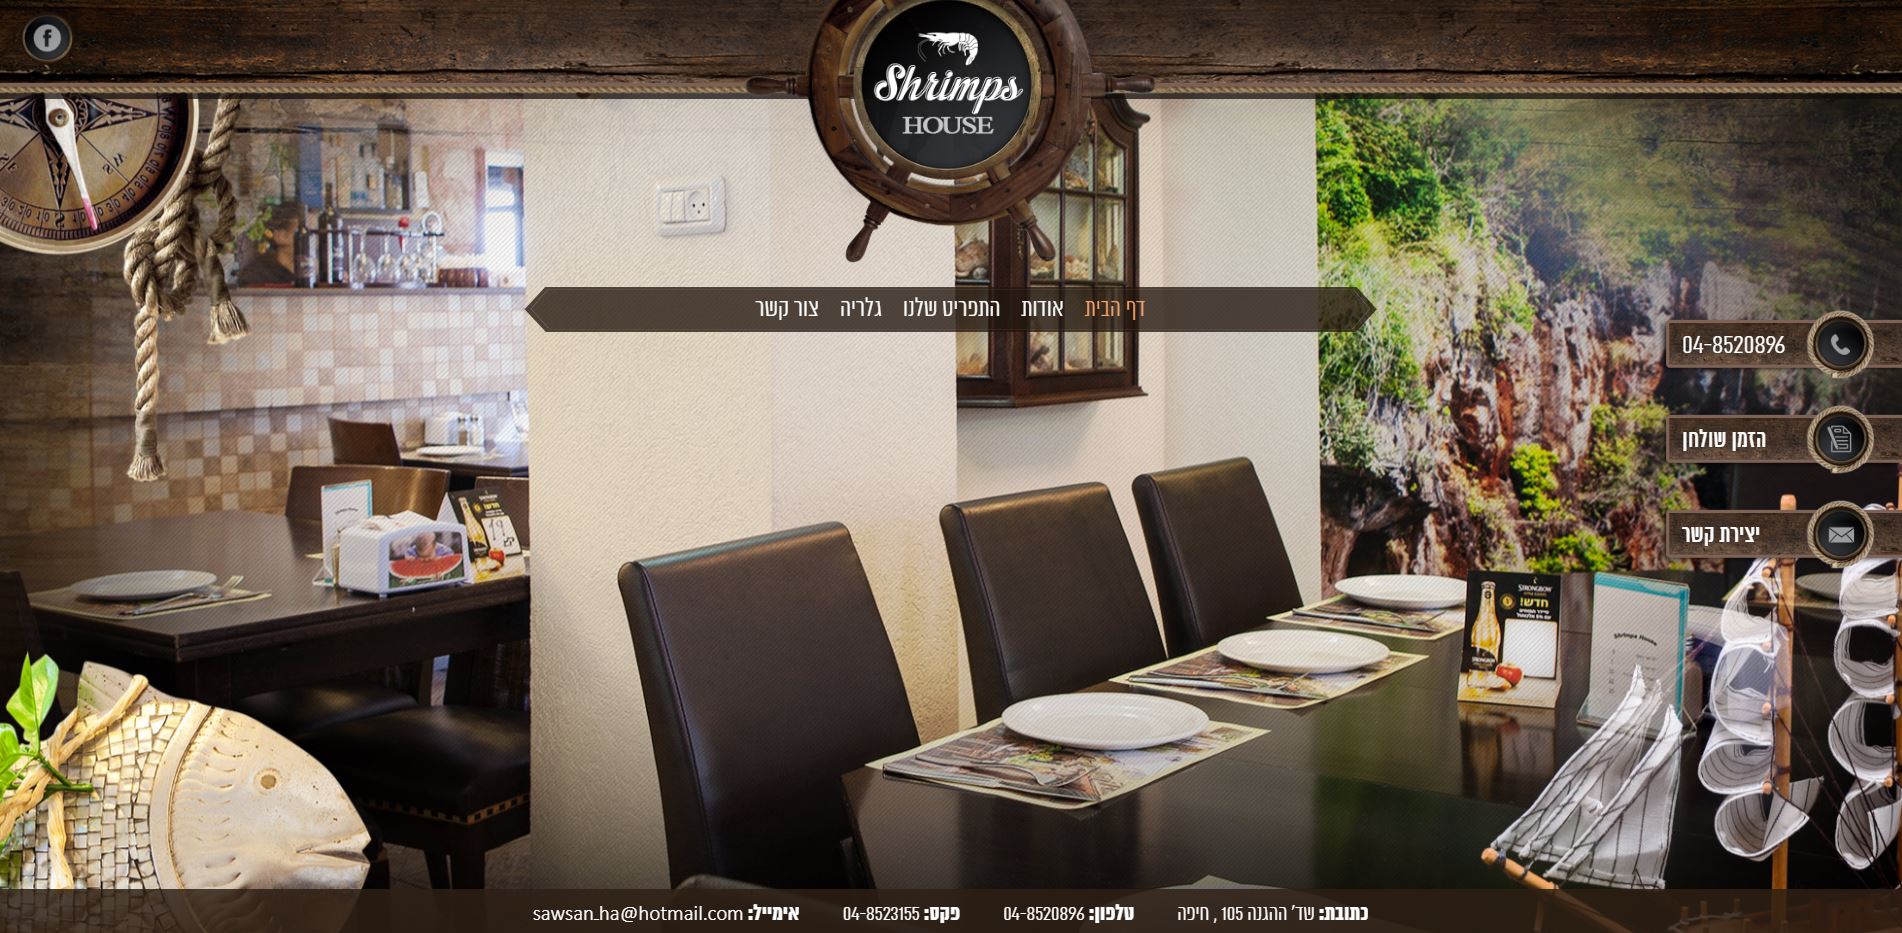 Shrimps
HOUSE
דף הבית אודות התפריט שלנו גלריה צור קשר
04-8520896
הזמן שולחן
יצירת קשר
STRONGBOW
חדש!
STRONGBOW
Shrimps House
כתובת: שד' ההגנה 105 , חיפה טלפון: 04-8520896 פקס: 04-8523155 אימייל: sawsan_ha@hotmail.com